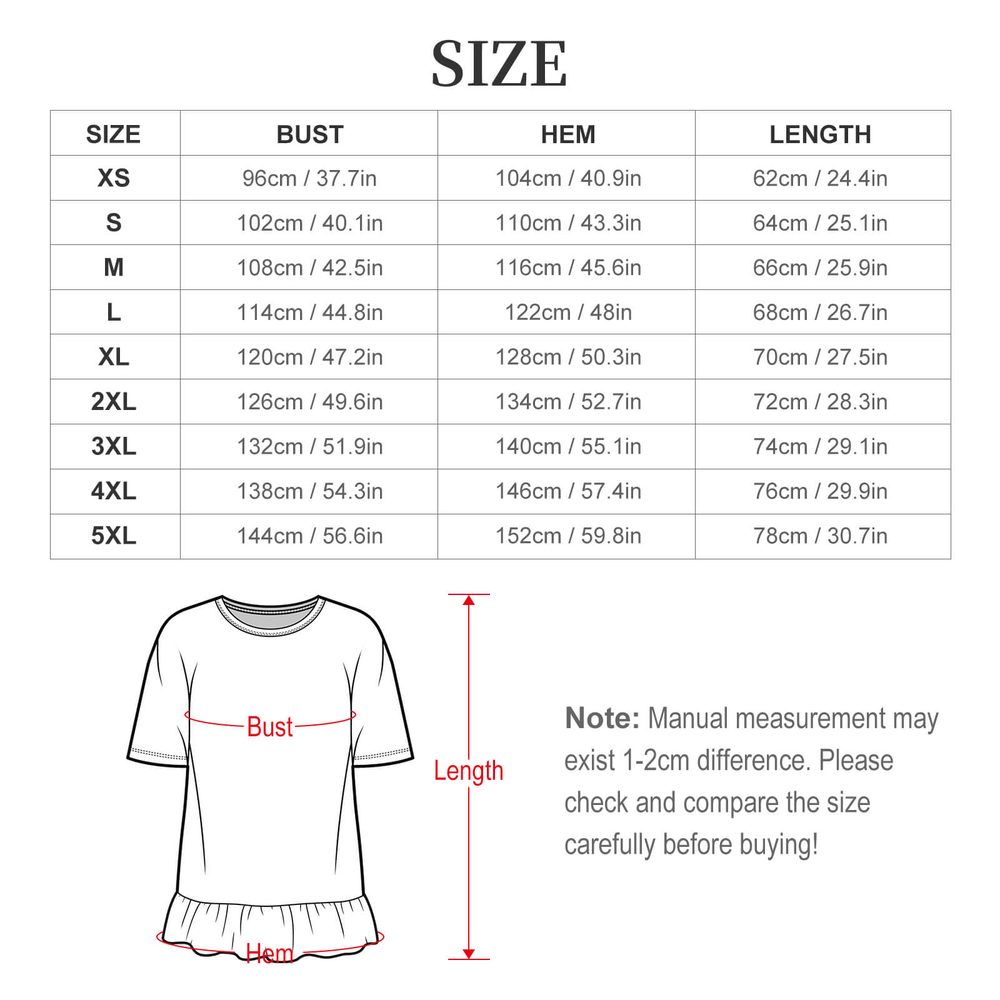 SIZE
SIZE BUST HEM LENGTH
XS 96cm / 37.7in 104cm / 40.9in 62cm / 24.4in
S 102cm / 40.1in 110cm / 43.3in 64cm / 25.1in
M 108cm / 42.5in 116cm / 45.6in 66cm / 25.9in
L 114cm / 44.8in 122cm / 48in 68cm / 26.7in
XL 120cm / 47.2in 128cm / 50.3in 70cm / 27.5in
2XL 126cm / 49.6in 134cm / 52.7in 72cm / 28.3in
3XL 132cm / 51.9in 140cm / 55.1in 74cm / 29.1in
4XL 138cm / 54.3in 146cm / 57.4in 76cm / 29.9in
5XL 144cm / 56.6in 152cm / 59.8in 78cm / 30.7in
Bust
Length
Hem
Note: Manual measurement may
exist 1-2cm difference. Please
check and compare the size
carefully before buying!